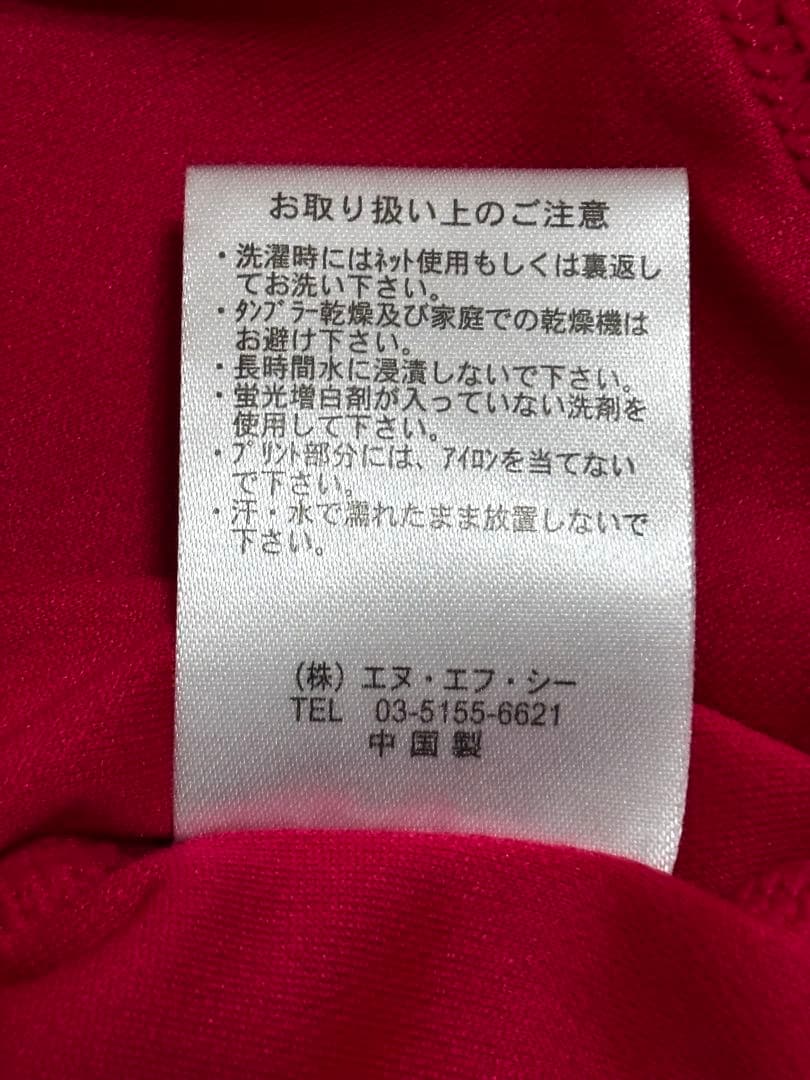 お取り扱い上のご注意
・洗濯時にはﾈｯﾄ使用もしくは裏返し
てお洗い下さい。
・ﾀﾝﾌﾞﾗｰ乾燥及び家庭での乾燥機は
お避け下さい。
・長時間水に浸漬しないで下さい。
・蛍光増白剤が入っていない洗剤を
使用して下さい。
・ﾌﾟﾘﾝﾄ部分には、ｱｲﾛﾝを当てない
で下さい。
・汗・水で濡れたまま放置しないで
下さい。
（株）エヌ・エフ・シー
TEL 03-5155-6621
中国製